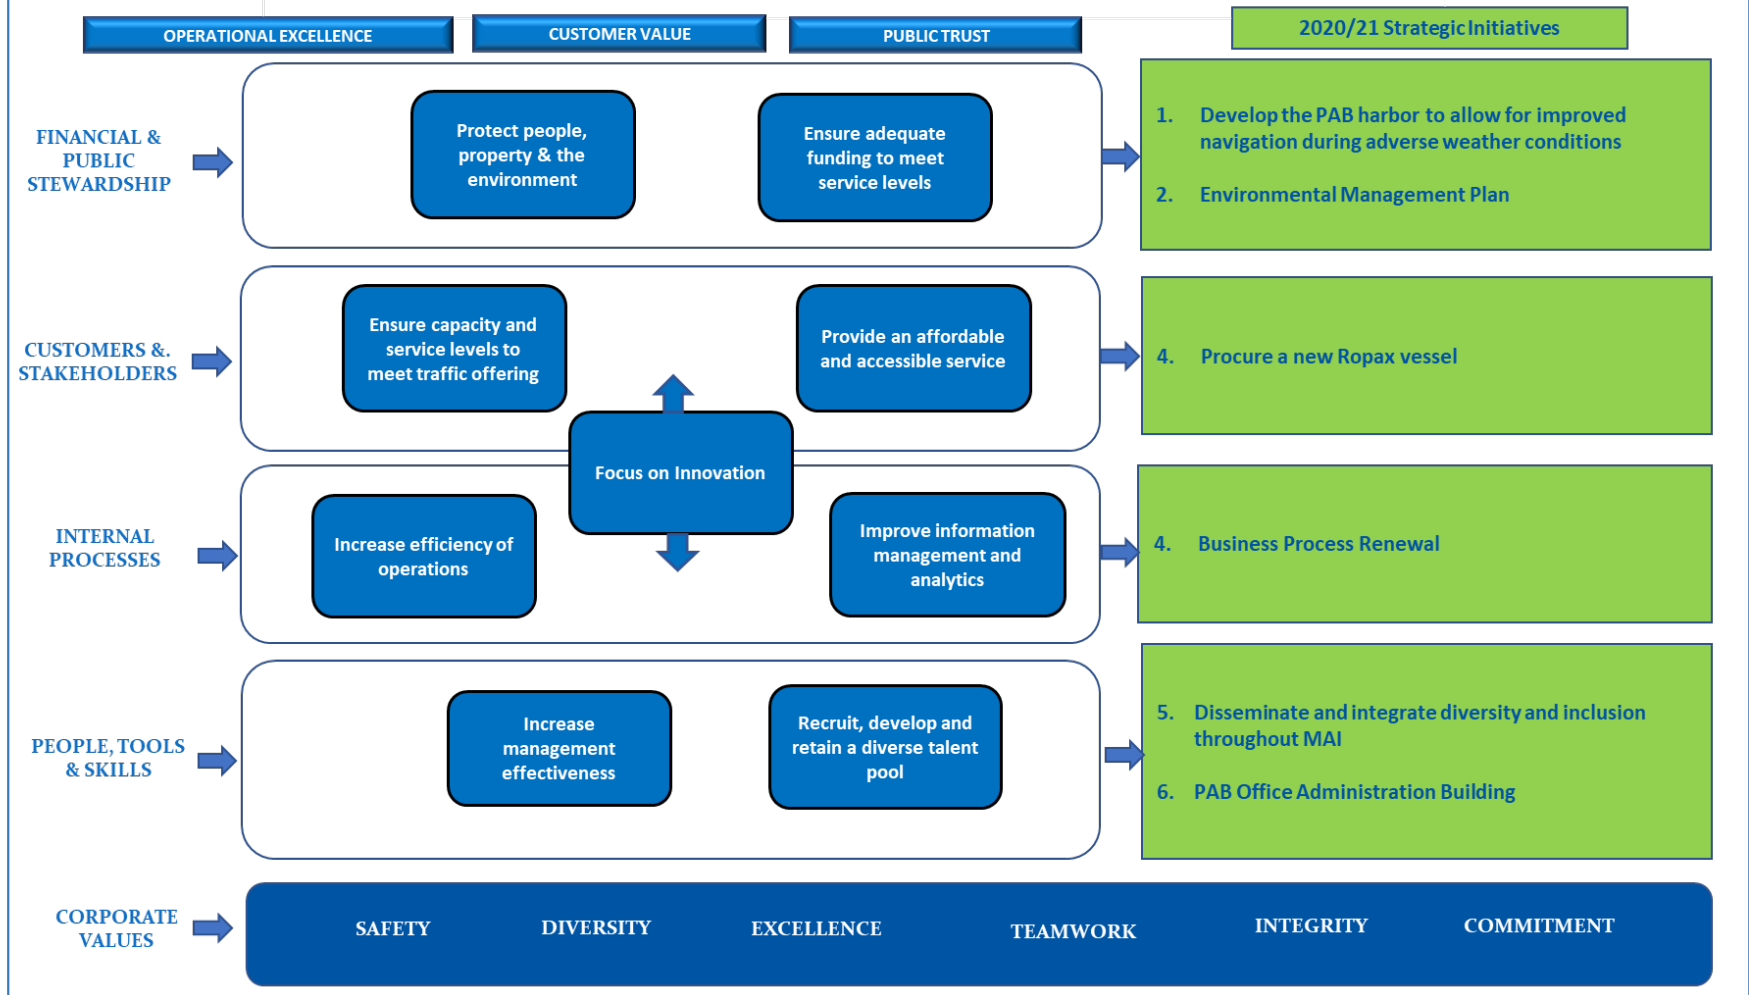 OPERATIONAL EXCELLENCE
CUSTOMER VALUE
PUBLIC TRUST
2020/21 Strategic Initiatives
FINANCIAL &
PUBLIC
STEWARDSHIP
Protect people,
property & the
environment
Ensure adequate
funding to meet
service levels
1. Develop the PAB harbor to allow for improved
navigation during adverse weather conditions
2. Environmental Management Plan
CUSTOMERS &.
STAKEHOLDERS
Ensure capacity and
service levels to
meet traffic offering
Provide an affordable
and accessible service
4. Procure a new Ropax vessel
Focus on Innovation
INTERNAL
PROCESSES
Increase efficiency of
operations
Improve information
management and
analytics
4. Business Process Renewal
PEOPLE, TOOLS
& SKILLS
Increase
management
effectiveness
Recruit, develop and
retain a diverse talent
pool
5. Disseminate and integrate diversity and inclusion
throughout MAI
6. PAB Office Administration Building
CORPORATE
VALUES
SAFETY
DIVERSITY
EXCELLENCE
TEAMWORK
INTEGRITY
COMMITMENT